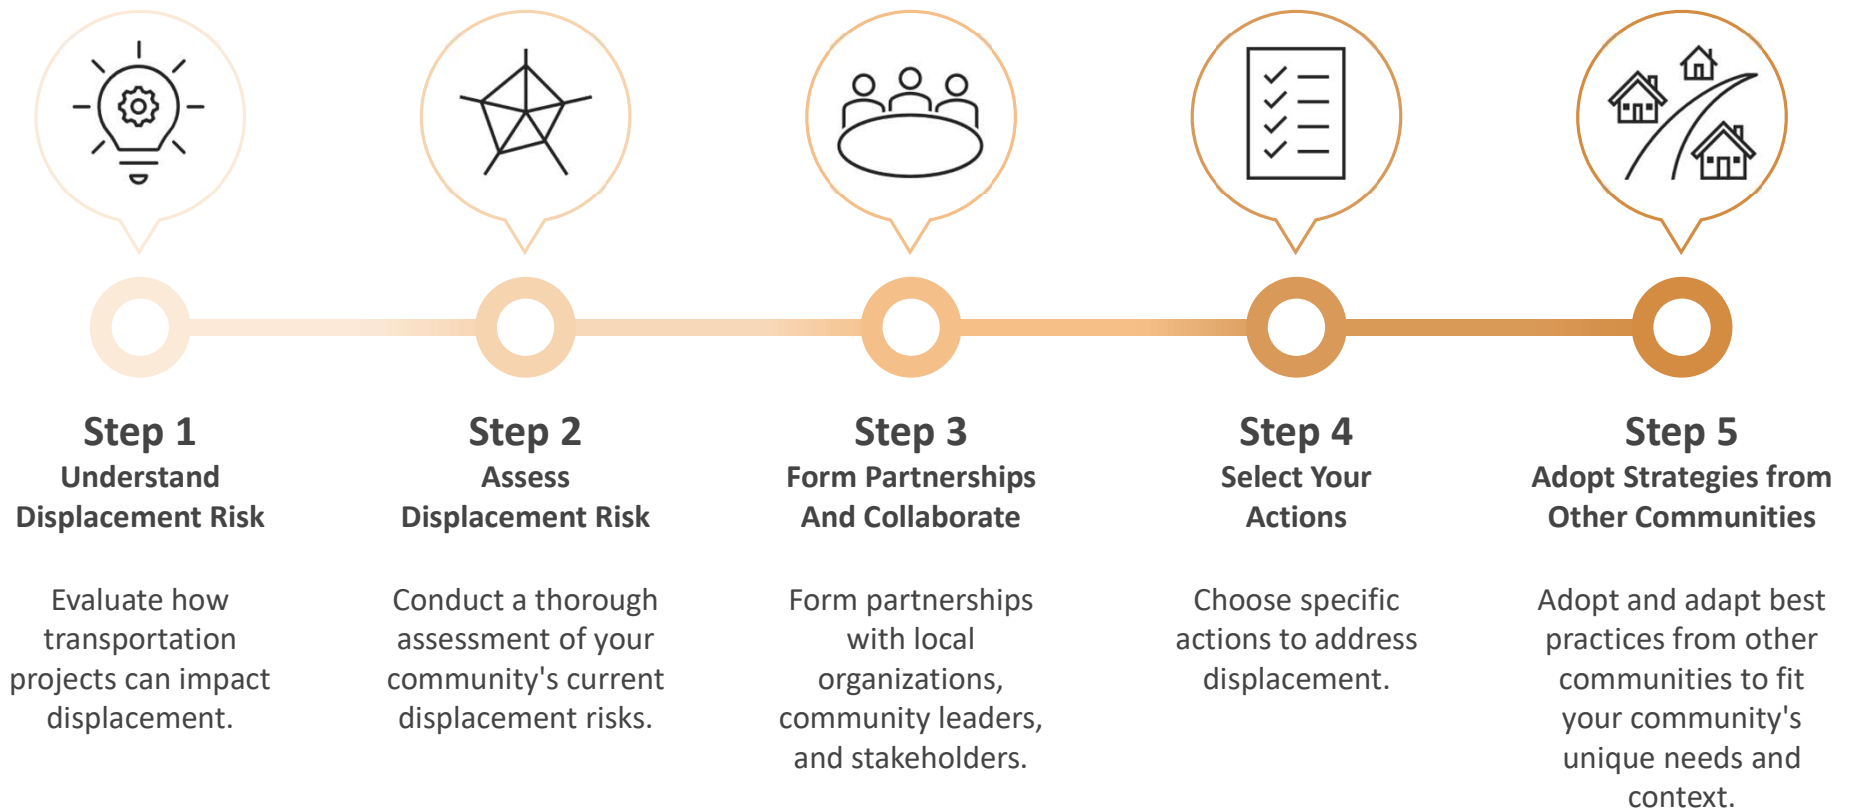 Step 1
Understand
Displacement Risk
Evaluate how
transportation
projects can impact
displacement.
Step 2
Assess
Displacement Risk
Conduct a thorough
assessment of your
community's current
displacement risks.
Step 3
Form Partnerships
And Collaborate
Form partnerships
with local
organizations,
community leaders,
and stakeholders.
Step 4
Select Your
Actions
Choose specific
actions to address
displacement.
Step 5
Adopt Strategies from
Other Communities
Adopt and adapt best
practices from other
communities to fit
your community's
unique needs and
context.